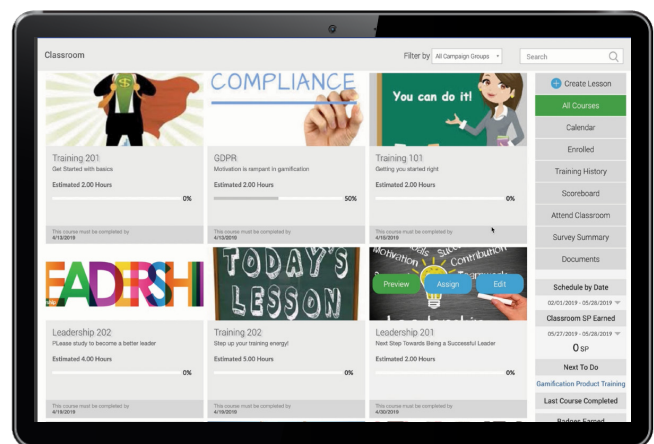 Classroom
Filter by All Campaign Groups
Search
COMPLIANCE
You can do it!
Training 201
Get Started with basics
Estimated 2.00 Hours
0%
This course must be completed by
4/13/2019
GDPR
Motivation is rampant in gamification
Estimated 2.00 Hours
50%
This course must be completed by
4/12/2019
Training 101
Getting you started right
Estimated 2.00 Hours
0%
This course must be completed by
4/19/2019
EADERSHI
Leadership 202
PLease study to become a better leader
Estimated 4.00 Hours
0%
This course must be completed by
4/19/2019
TODAY'S
LESSON
Training 202
Step up your training energy!
Estimated 5.00 Hours
0%
This course must be completed by
4/19/2019
Motivation
Contribution
Preview
Assign
Edit
Leadership 201
Next Step Towards Being a Successful Leader
Estimated 2.00 Hours
0%
This course must be completed by
4/30/2019
Create Lesson
All Courses
Calendar
Enrolled
Training History
Scoreboard
Attend Classroom
Survey Summary
Documents
Schedule by Date
02/01/2019 - 05/28/2019
Classroom SP Earned
05/27/2019 - 05/28/2019
0 SP
Next To Do
Gamification Product Training
Last Course Completed
Badges Earned